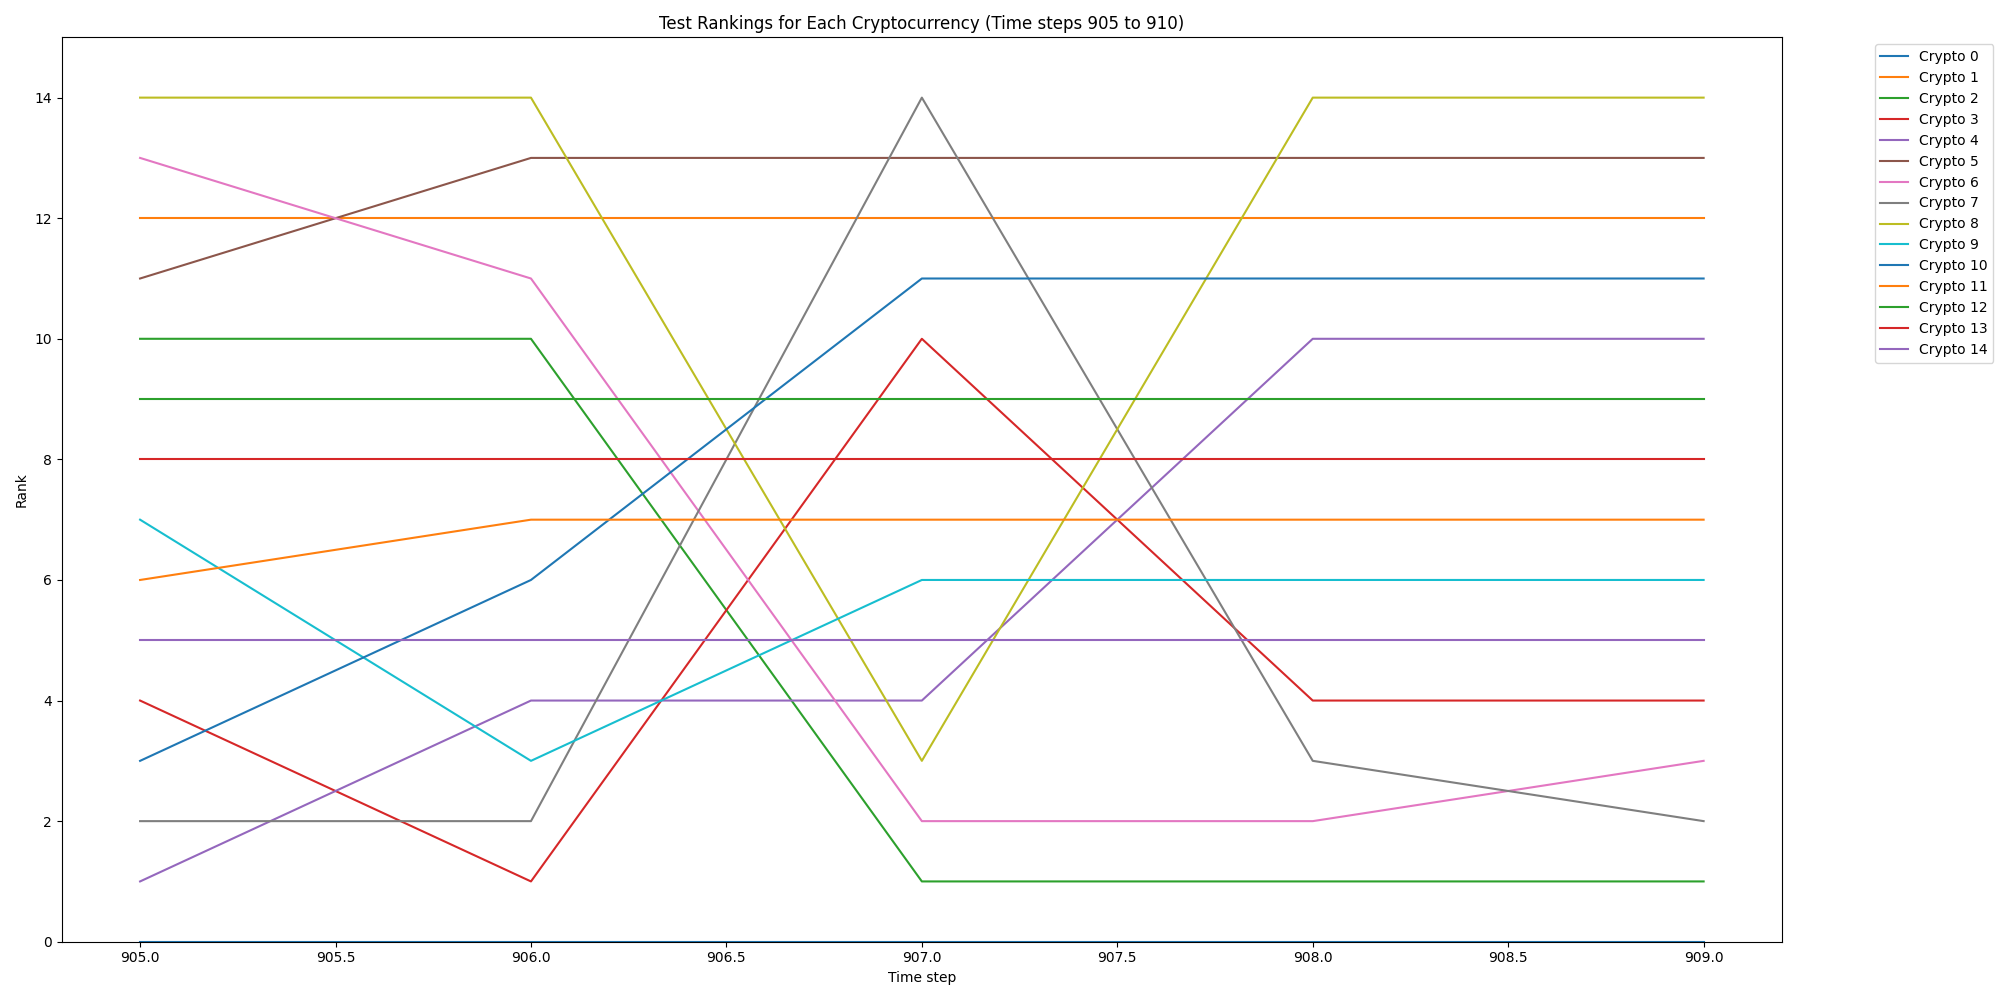 Test Rankings for Each Cryptocurrency (Time steps 905 to 910)
Rank
14
12
10
8
6
4
2
0
905.0
905.5
906.0
906.5
907.0
907.5
908.0
908.5
909.0
Time step
Crypto 0
Crypto 1
Crypto 2
Crypto 3
Crypto 4
Crypto 5
Crypto 6
Crypto 7
Crypto 8
Crypto 9
Crypto 10
Crypto 11
Crypto 12
Crypto 13
Crypto 14